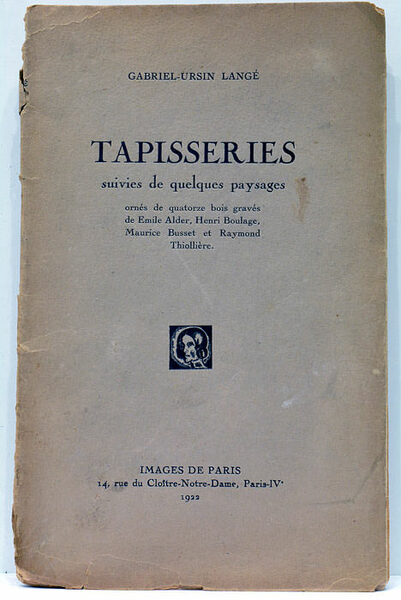 GABRIEL-URSIN LANGÉ
TAPISSERIES
suivies de quelques paysages
ornés de quatorze bois gravés
de Emile Alder, Henri Boulage,
Maurice Busset et Raymond
Thiollière.
IMAGES DE PARIS
14, rue du Cloître-Notre-Dame, Paris-IVᵉ
1922